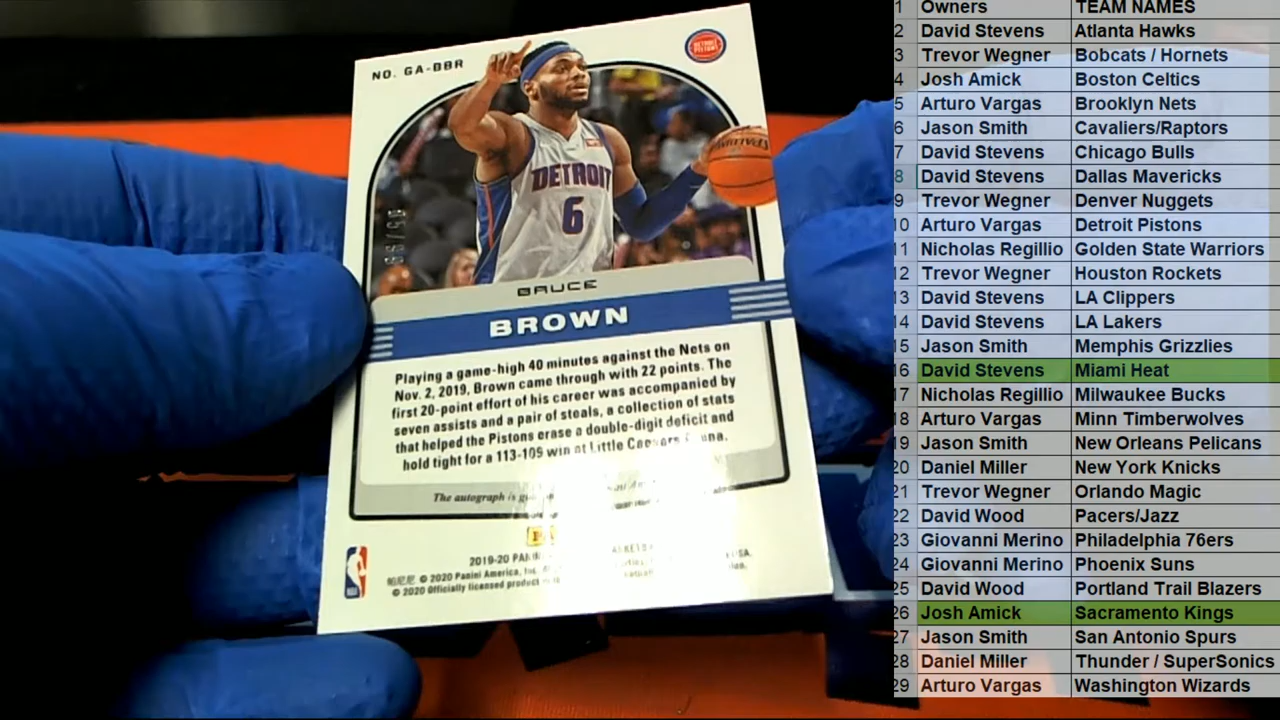 NO. GA-BBR
DETROIT
6
BRUCE
BROWN
Playing a game-high 40 minutes against the Nets on
Nov. 2, 2019, Brown came through with 22 points. The
first 20-point effort of his career was accompanied by
seven assists and a pair of steals, a collection of stats
that helped the Pistons erase a double-digit deficit and
hold tight for a 113-109 win at Little
The autograph is
2019-20
帕尼尼 © 2020 Panini America, Inc.
© 2020 Officially licensed product
1 Owners TEAM NAMES
2 David Stevens Atlanta Hawks
3 Trevor Wegner Bobcats / Hornets
4 Josh Amick Boston Celtics
5 Arturo Vargas Brooklyn Nets
6 Jason Smith Cavaliers/Raptors
7 David Stevens Chicago Bulls
8 David Stevens Dallas Mavericks
9 Trevor Wegner Denver Nuggets
10 Arturo Vargas Detroit Pistons
11 Nicholas Regillio Golden State Warriors
12 Trevor Wegner Houston Rockets
13 David Stevens LA Clippers
14 David Stevens LA Lakers
15 Jason Smith Memphis Grizzlies
16 David Stevens Miami Heat
17 Nicholas Regillio Milwaukee Bucks
18 Arturo Vargas Minn Timberwolves
19 Jason Smith New Orleans Pelicans
20 Daniel Miller New York Knicks
21 Trevor Wegner Orlando Magic
22 David Wood Pacers/Jazz
23 Giovanni Merino Philadelphia 76ers
24 Giovanni Merino Phoenix Suns
25 David Wood Portland Trail Blazers
26 Josh Amick Sacramento Kings
27 Jason Smith San Antonio Spurs
28 Daniel Miller Thunder / SuperSonics
29 Arturo Vargas Washington Wizards